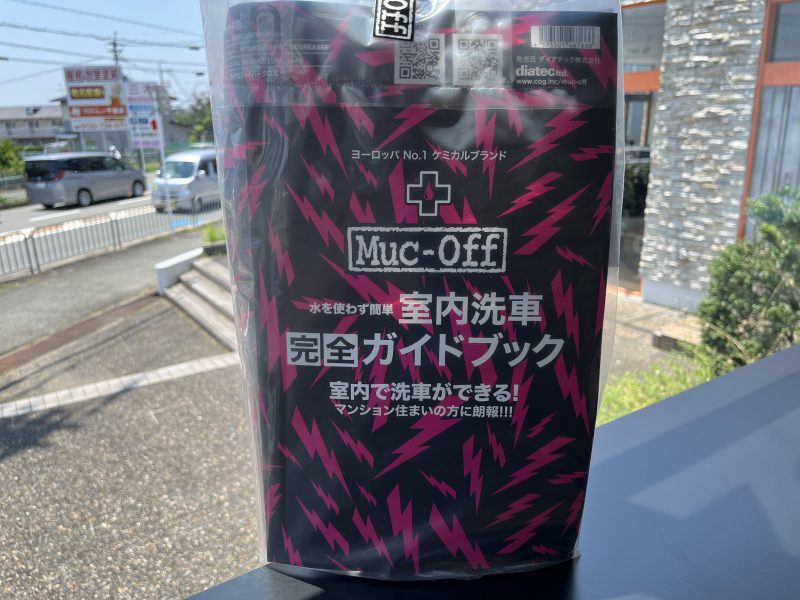 Off
DEGREASER
発売元 ダイアテック株式会社
diatec ltd.
www.cog.inc/muc-off
ヨーロッパ No.1 ケミカルブランド
Muc-Off
水を使わず簡単 室内洗車
完全ガイドブック
室内で洗車ができる!
マンション住まいの方に朗報!!!